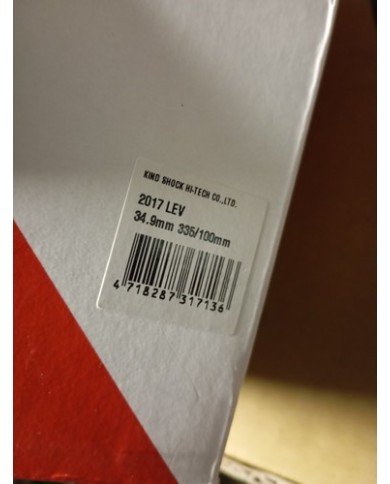 KIND SHOCK HI-TECH CO.,LTD.
2017 LEV
34.9mm 335/100mm
4 718287 317136